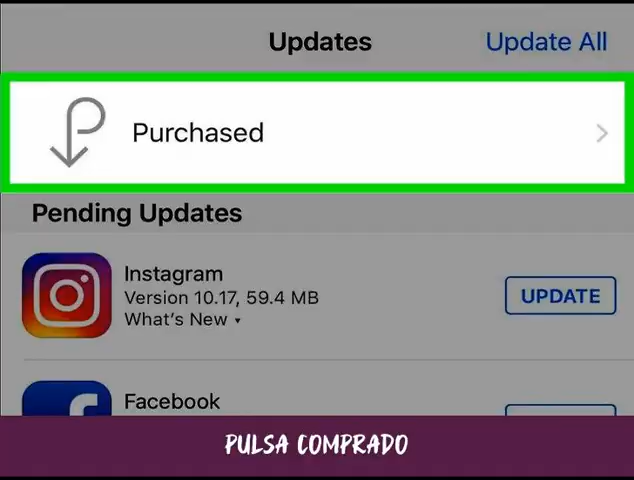 Updates
Update All
Purchased
Pending Updates
Instagram
Version 10.17, 59.4 MB
UPDATE
What's New ▾
Facebook
PULSA COMPRADO